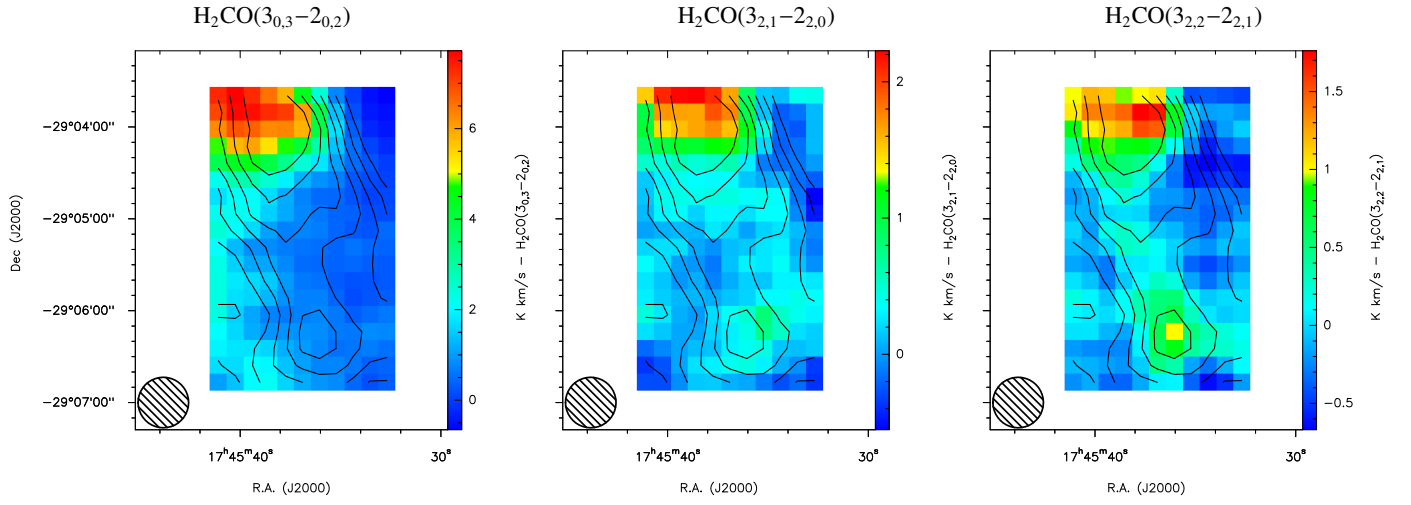 H₂CO(3₀,₃−2₀,₂)
H₂CO(3₂,₁−2₂,₀)
H₂CO(3₂,₂−2₂,₁)
Dec (J2000)
−29°04'00"
−29°05'00"
−29°06'00"
−29°07'00"
17ʰ45ᵐ40ˢ
30ˢ
R.A. (J2000)
6
4
2
0
K km/s − H₂CO(3₀,₃−2₀,₂)
17ʰ45ᵐ40ˢ
30ˢ
R.A. (J2000)
2
1
0
K km/s − H₂CO(3₂,₁−2₂,₀)
17ʰ45ᵐ40ˢ
30ˢ
R.A. (J2000)
1.5
1
0.5
0
−0.5
K km/s − H₂CO(3₂,₂−2₂,₁)